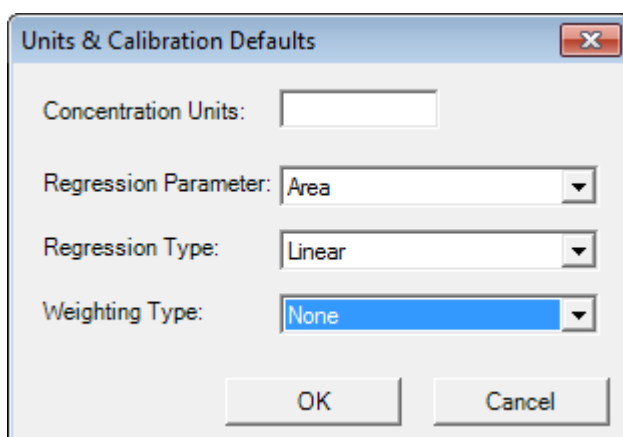 Units & Calibration Defaults
Concentration Units:
Regression Parameter: Area
Regression Type: Linear
Weighting Type: None
OK Cancel